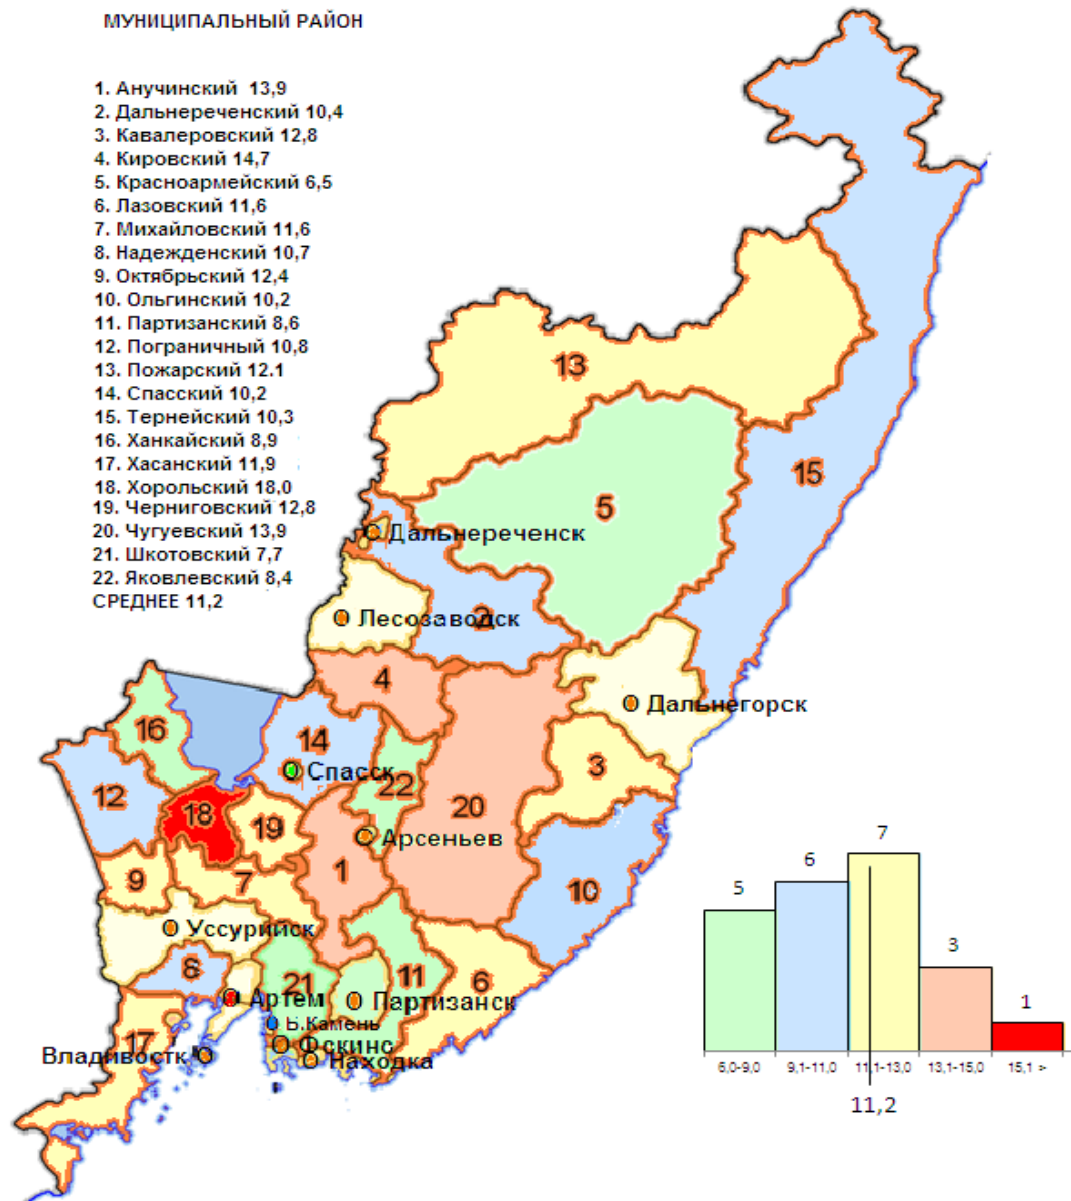 МУНИЦИПАЛЬНЫЙ РАЙОН
1. Анучинский 13,9
2. Дальнереченский 10,4
3. Кавалеровский 12,8
4. Кировский 14,7
5. Красноармейский 6,5
6. Лазовский 11,6
7. Михайловский 11,6
8. Надежденский 10,7
9. Октябрьский 12,4
10. Ольгинский 10,2
11. Партизанский 8,6
12. Пограничный 10,8
13. Пожарский 12.1
14. Спасский 10,2
15. Тернейский 10,3
16. Ханкайский 8,9
17. Хасанский 11,9
18. Хорольский 18,0
19. Черниговский 12,8
20. Чугуевский 13,9
21. Шкотовский 7,7
22. Яковлевский 8,4
СРЕДНЕЕ 11,2
13
15
5
Дальнереченск
Лесозаводск
2
4
Дальнегорск
16
14
Спасск
3
12
22
18
19
20
Арсеньев
1
9
7
10
Уссурийск
8
21
11
6
Артем
Партизанск
Б.Камень
17
Фокино
Владивостк
Находка
5
6
7
3
1
6,0-9,0
9,1-11,0
11,1-13,0
13,1-15,0
15,1 >
11,2